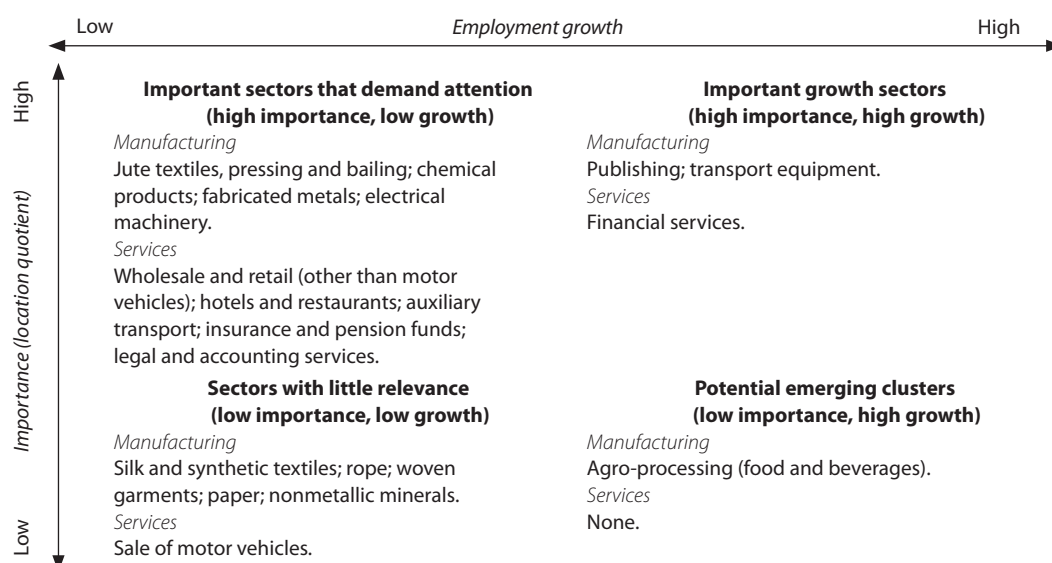 Low Employment growth High
High
Importance (location quotient)
Low
Important sectors that demand attention
(high importance, low growth)
Manufacturing
Jute textiles, pressing and bailing; chemical
products; fabricated metals; electrical
machinery.
Services
Wholesale and retail (other than motor
vehicles); hotels and restaurants; auxiliary
transport; insurance and pension funds;
legal and accounting services.
Important growth sectors
(high importance, high growth)
Manufacturing
Publishing; transport equipment.
Services
Financial services.
Sectors with little relevance
(low importance, low growth)
Manufacturing
Silk and synthetic textiles; rope; woven
garments; paper; nonmetallic minerals.
Services
Sale of motor vehicles.
Potential emerging clusters
(low importance, high growth)
Manufacturing
Agro-processing (food and beverages).
Services
None.